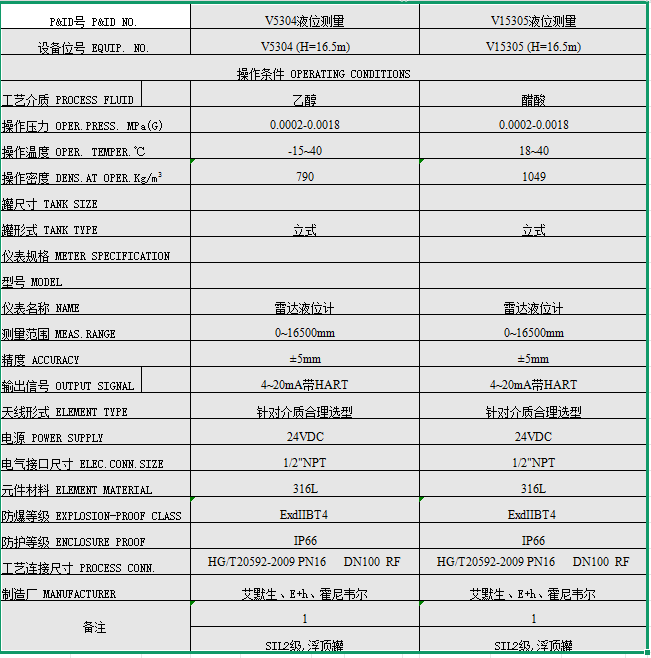 P&ID号 P&ID NO. V5304液位测量 V15305液位测量
设备位号 EQUIP. NO. V5304 (H=16.5m) V15305 (H=16.5m)
操作条件 OPERATING CONDITIONS
工艺介质 PROCESS FLUID 乙醇 醋酸
操作压力 OPER.PRESS. MPa(G) 0.0002-0.0018 0.0002-0.0018
操作温度 OPER. TEMPER.℃ -15~40 18~40
操作密度 DENS.AT OPER.Kg/m³ 790 1049
罐尺寸 TANK SIZE
罐形式 TANK TYPE 立式 立式
仪表规格 METER SPECIFICATION
型号 MODEL
仪表名称 NAME 雷达液位计 雷达液位计
测量范围 MEAS.RANGE 0~16500mm 0~16500mm
精度 ACCURACY ±5mm ±5mm
输出信号 OUTPUT SIGNAL 4~20mA带HART 4~20mA带HART
天线形式 ELEMENT TYPE 针对介质合理选型 针对介质合理选型
电源 POWER SUPPLY 24VDC 24VDC
电气接口尺寸 ELEC.CONN.SIZE 1/2"NPT 1/2"NPT
元件材料 ELEMENT MATERIAL 316L 316L
防爆等级 EXPLOSION-PROOF CLASS ExdIIBT4 ExdIIBT4
防护等级 ENCLOSURE PROOF IP66 IP66
工艺连接尺寸 PROCESS CONN. HG/T20592-2009 PN16 DN100 RF HG/T20592-2009 PN16 DN100 RF
制造厂 MANUFACTURER 艾默生、E+h、霍尼韦尔 艾默生、E+h、霍尼韦尔
备注 1 1
SIL2级,浮顶罐 SIL2级,浮顶罐